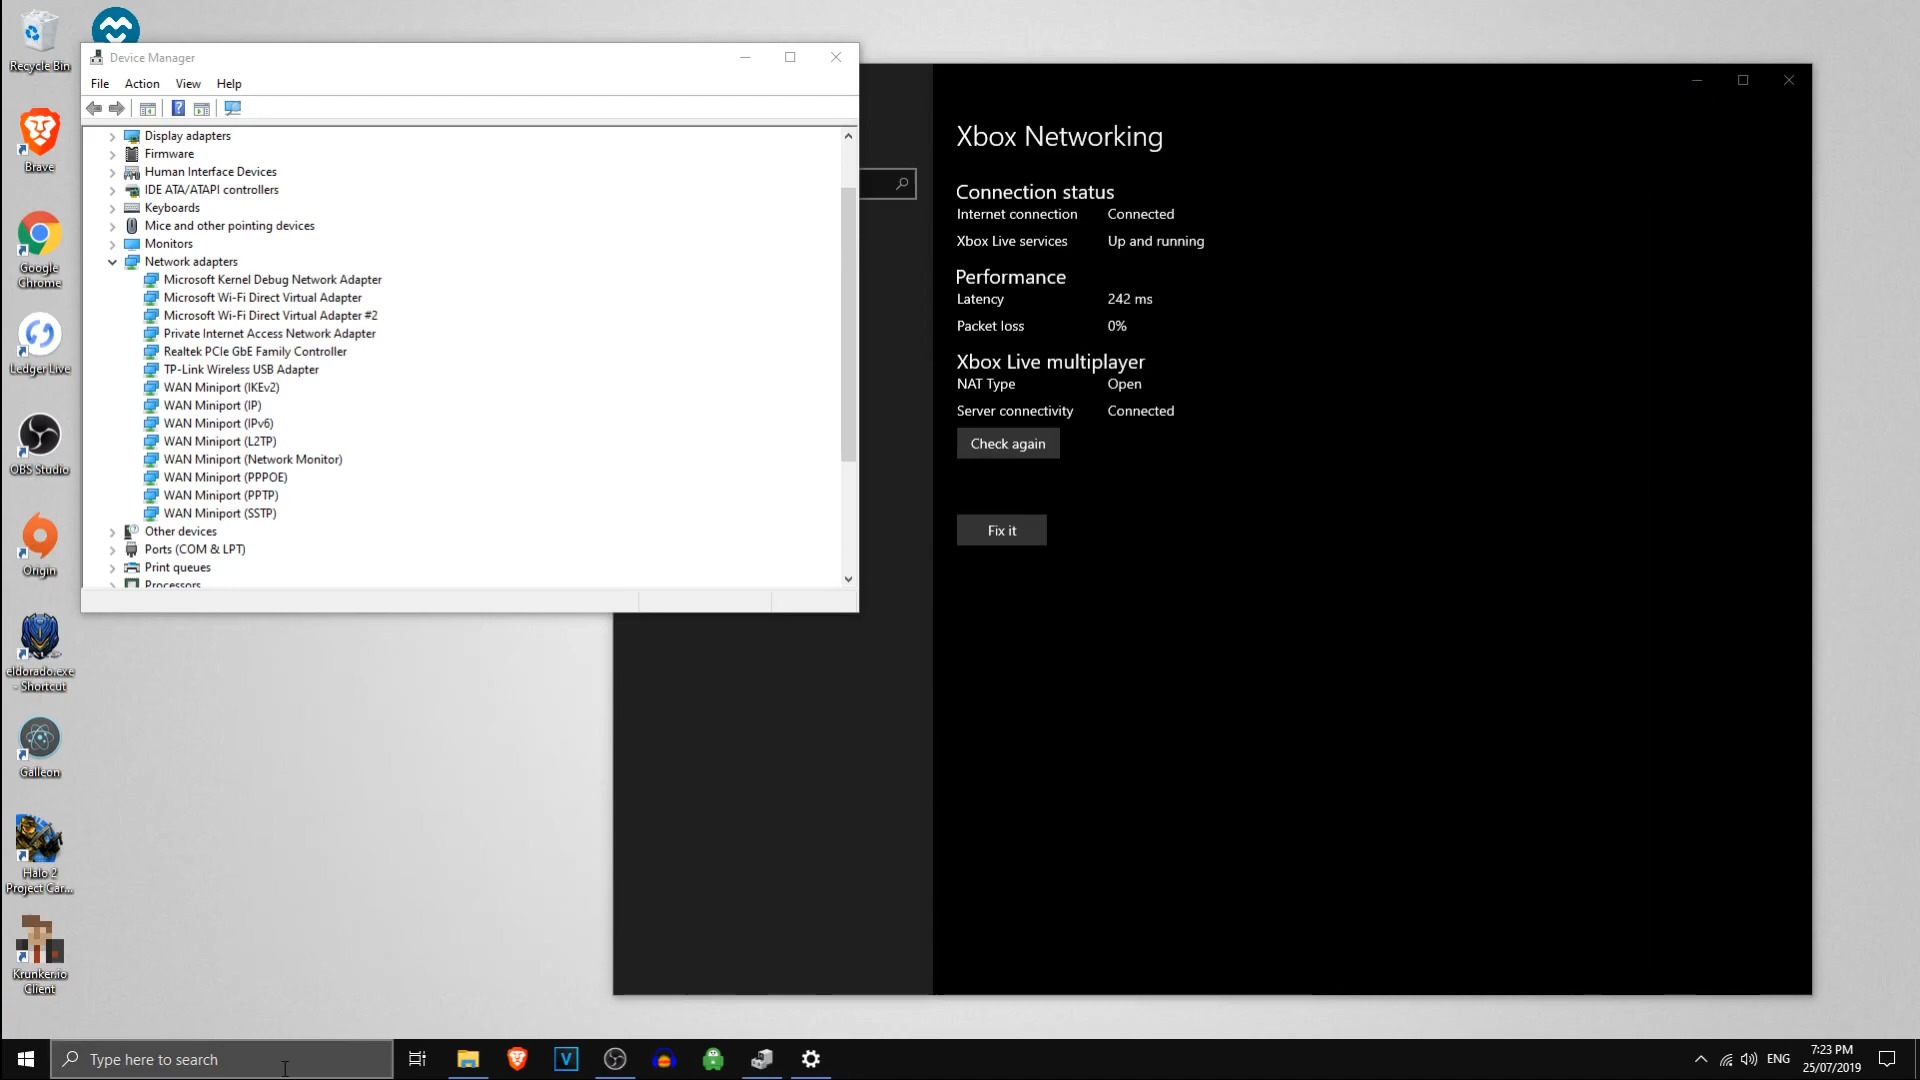 Recycle Bin
Brave
Google
Chrome
Ledger Live
OBS Studio
Origin
eldorado.exe
- Shortcut
Galleon
Halo 2
Project Car...
Krunker.io
Client
Device Manager
File Action View Help
Display adapters
Firmware
Human Interface Devices
IDE ATA/ATAPI controllers
Keyboards
Mice and other pointing devices
Monitors
Network adapters
Microsoft Kernel Debug Network Adapter
Microsoft Wi-Fi Direct Virtual Adapter
Microsoft Wi-Fi Direct Virtual Adapter #2
Private Internet Access Network Adapter
Realtek PCIe GbE Family Controller
TP-Link Wireless USB Adapter
WAN Miniport (IKEv2)
WAN Miniport (IP)
WAN Miniport (IPv6)
WAN Miniport (L2TP)
WAN Miniport (Network Monitor)
WAN Miniport (PPPOE)
WAN Miniport (PPTP)
WAN Miniport (SSTP)
Other devices
Ports (COM & LPT)
Print queues
Processors
Xbox Networking
Connection status
Internet connection Connected
Xbox Live services Up and running
Performance
Latency 242 ms
Packet loss 0%
Xbox Live multiplayer
NAT Type Open
Server connectivity Connected
Check again
Fix it
Type here to search
V
ENG
7:23 PM
25/07/2019